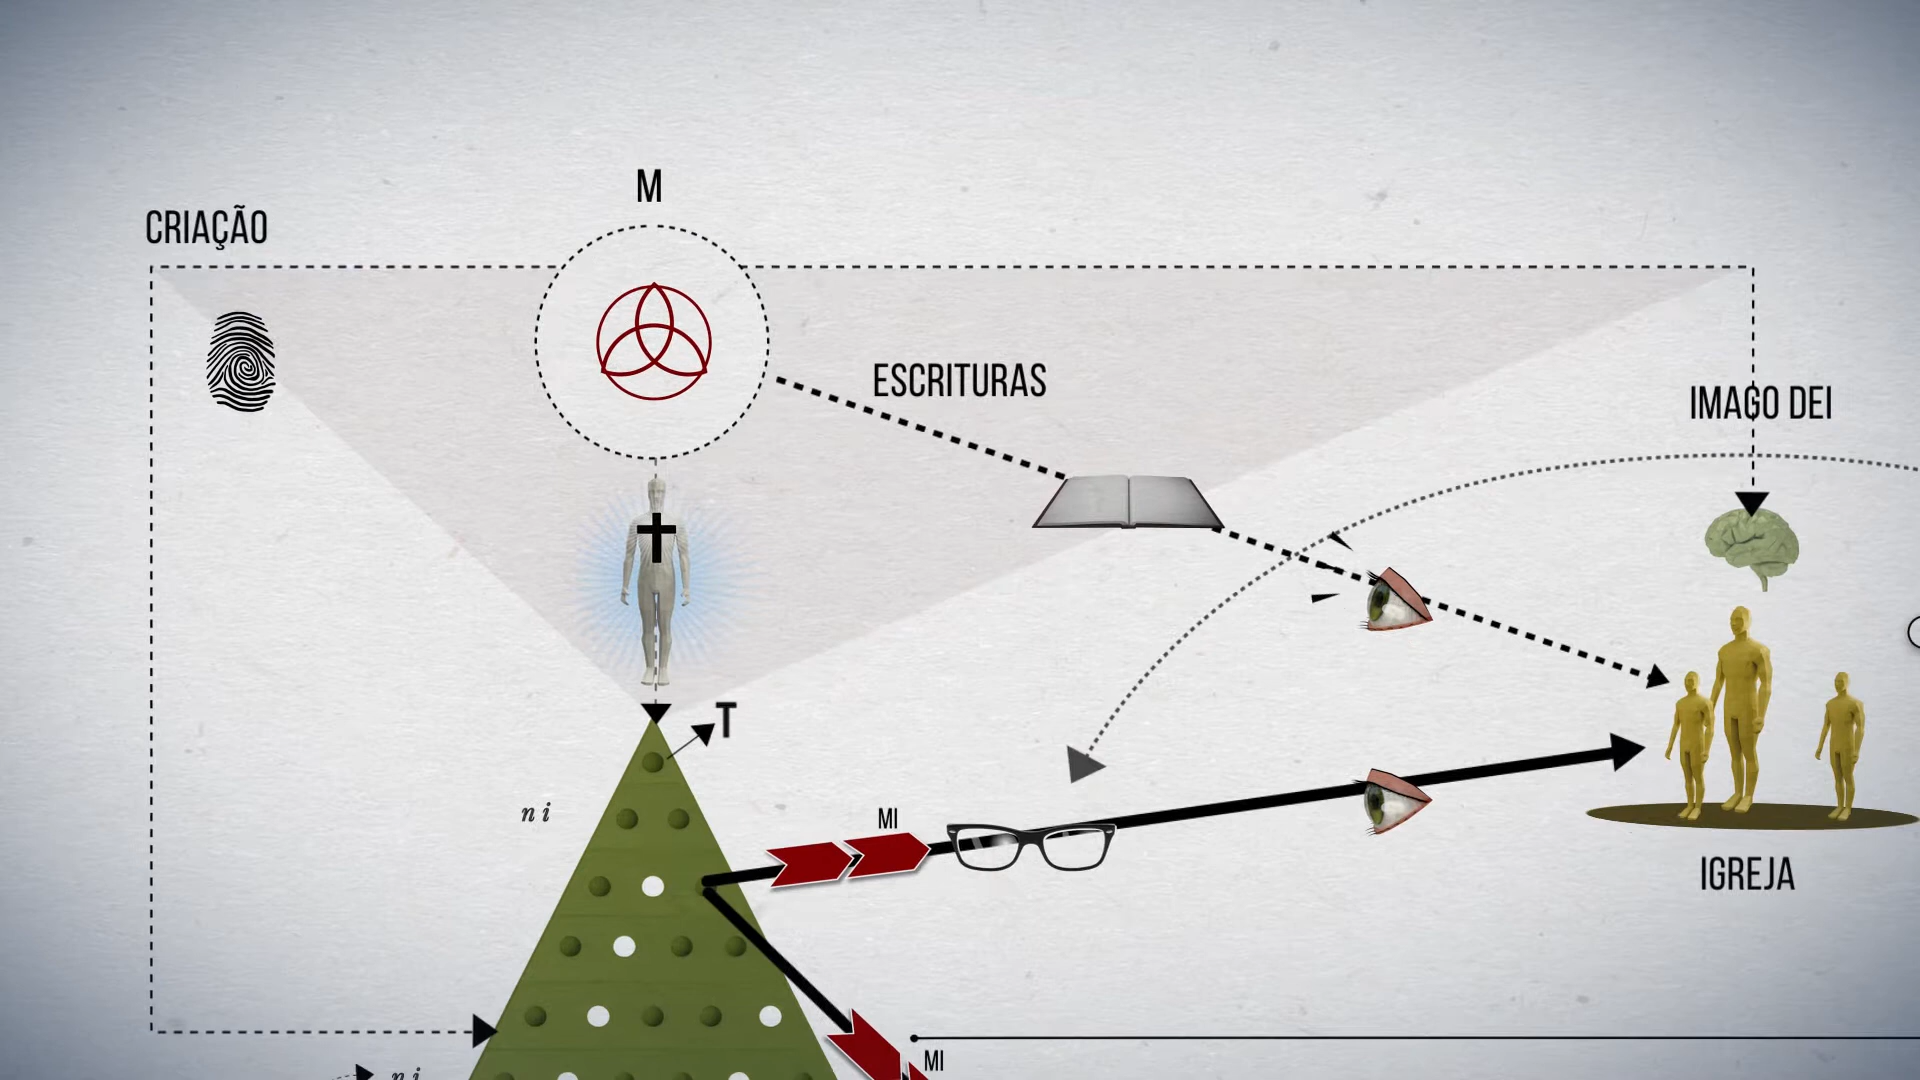 M
CRIAÇÃO
ESCRITURAS
IMAGO DEI
T
n i
MI
IGREJA
MI
n i